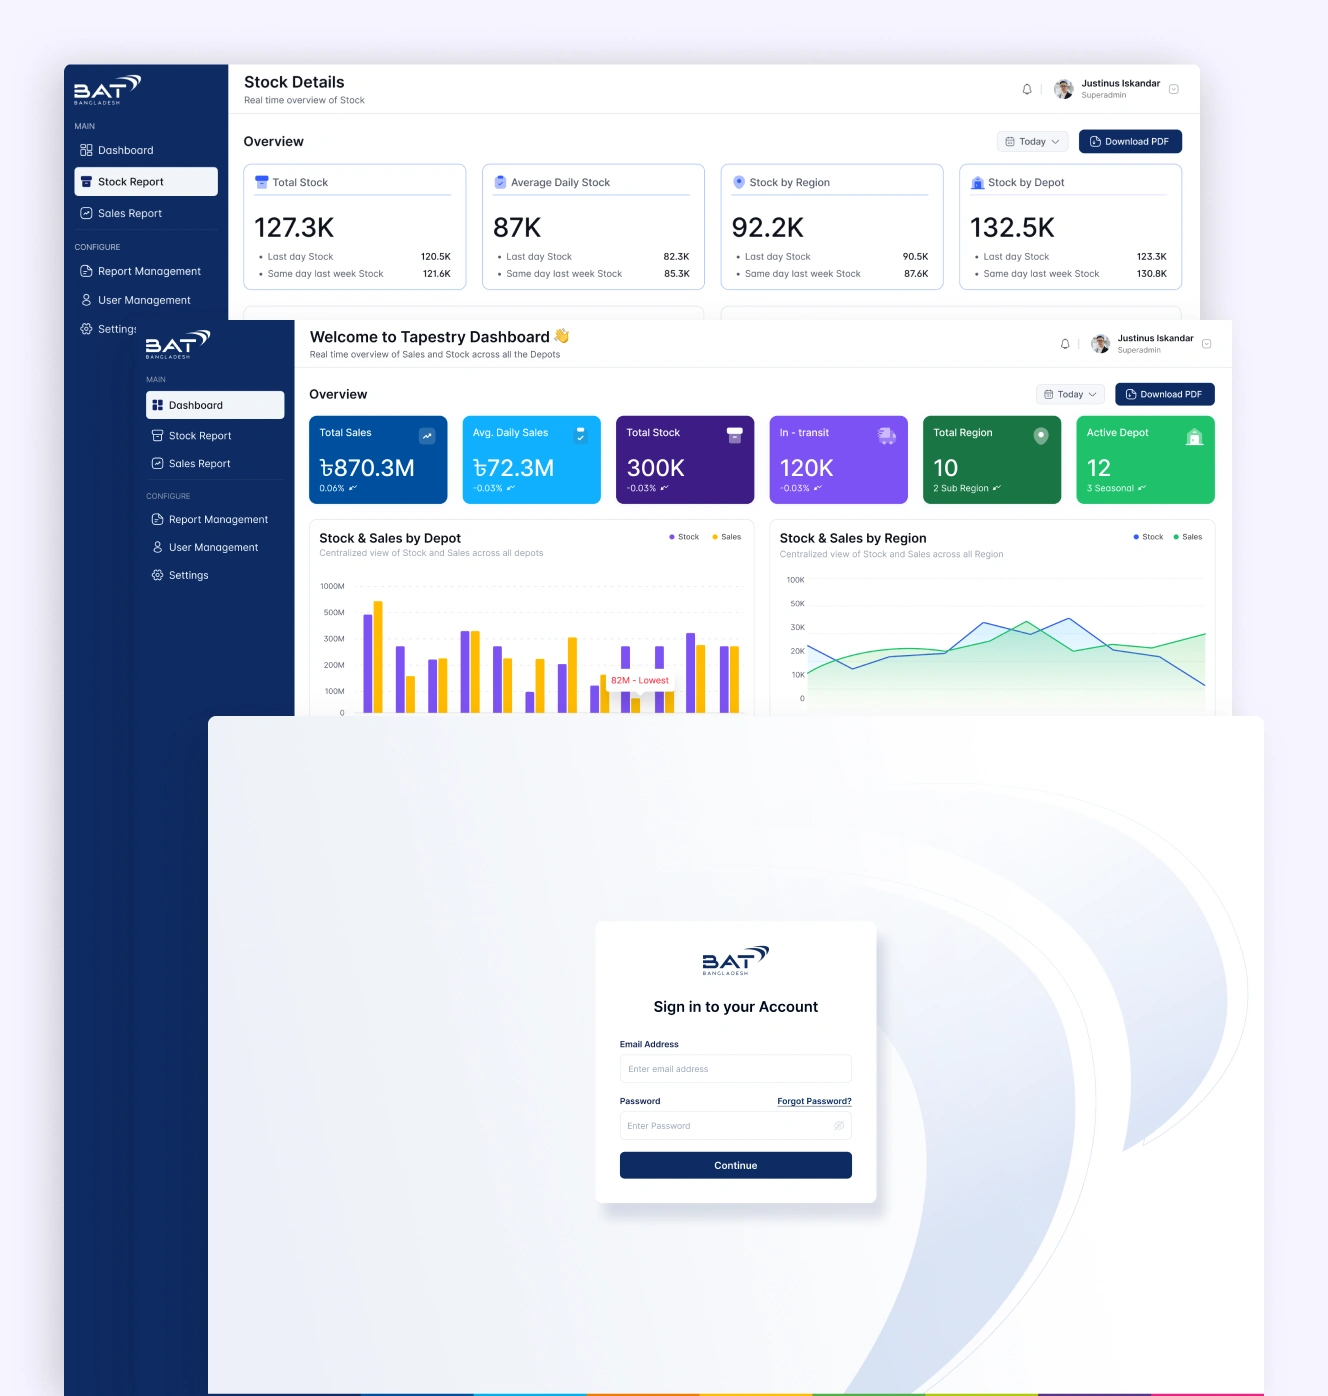 BAT
BANGLADESH
MAIN
Dashboard
Stock Report
Sales Report
CONFIGURE
Report Management
User Management
Settings
Stock Details
Real time overview of Stock
Justinus Iskandar
Superadmin
Overview
Today
Download PDF
Total Stock
127.3K
• Last day Stock 120.5K
• Same day last week Stock 121.6K
Average Daily Stock
87K
• Last day Stock 82.3K
• Same day last week Stock 85.3K
Stock by Region
92.2K
• Last day Stock 90.5K
• Same day last week Stock 87.6K
Stock by Depot
132.5K
• Last day Stock 123.3K
• Same day last week Stock 130.8K
BAT
BANGLADESH
MAIN
Dashboard
Stock Report
Sales Report
CONFIGURE
Report Management
User Management
Settings
Welcome to Tapestry Dashboard 👋
Real time overview of Sales and Stock across all the Depots
Justinus Iskandar
Superadmin
Overview
Today
Download PDF
Total Sales
৳870.3M
0.06%
Avg. Daily Sales
৳72.3M
-0.03%
Total Stock
300K
-0.03%
In - transit
120K
-0.03%
Total Region
10
2 Sub Region
Active Depot
12
3 Seasonal
Stock & Sales by Depot
Centralized view of Stock and Sales across all depots
Stock Sales
1000M
500M
300M
200M
100M
0
82M - Lowest
Stock & Sales by Region
Centralized view of Stock and Sales across all Region
Stock Sales
100K
50K
30K
20K
10K
0
BAT
BANGLADESH
Sign in to your Account
Email Address
Enter email address
Password Forgot Password?
Enter Password
Continue